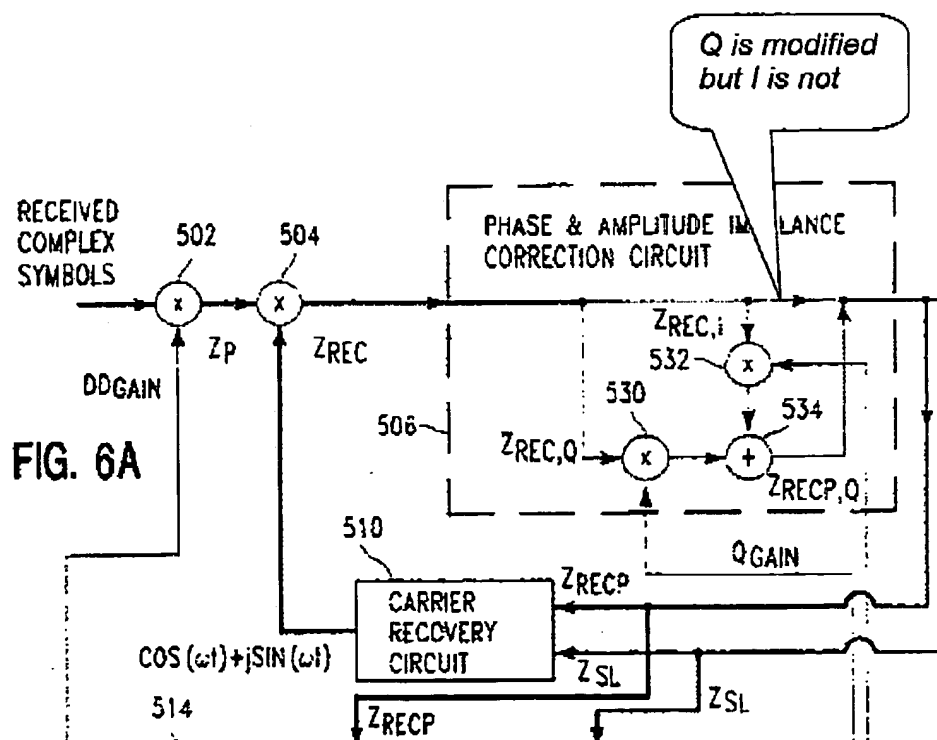 Q is modified
but I is not
RECEIVED
COMPLEX
SYMBOLS
502
504
PHASE & AMPLITUDE IMBALANCE
CORRECTION CIRCUIT
X
X
ZP
ZREC
ZREC,i
532
X
DDGAIN
530
534
506
FIG. 6A
ZREC,Q
X
+
ZRECP,Q
510
QGAIN
CARRIER
RECOVERY
CIRCUIT
ZRECP
COS (ωt)+jSIN (ωt)
ZSL
514
ZRECP
ZSL